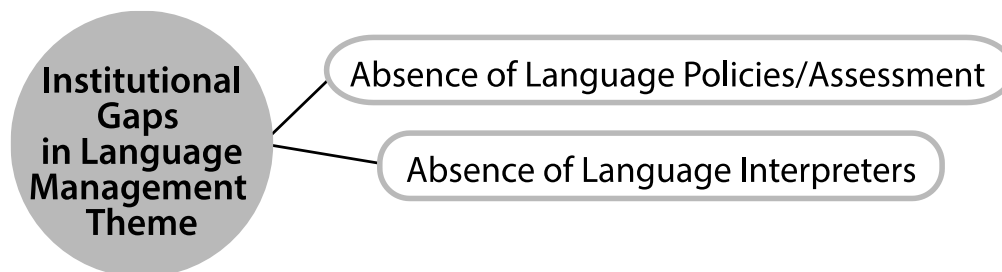 Institutional
Gaps
in Language
Management
Theme
Absence of Language Policies/Assessment
Absence of Language Interpreters